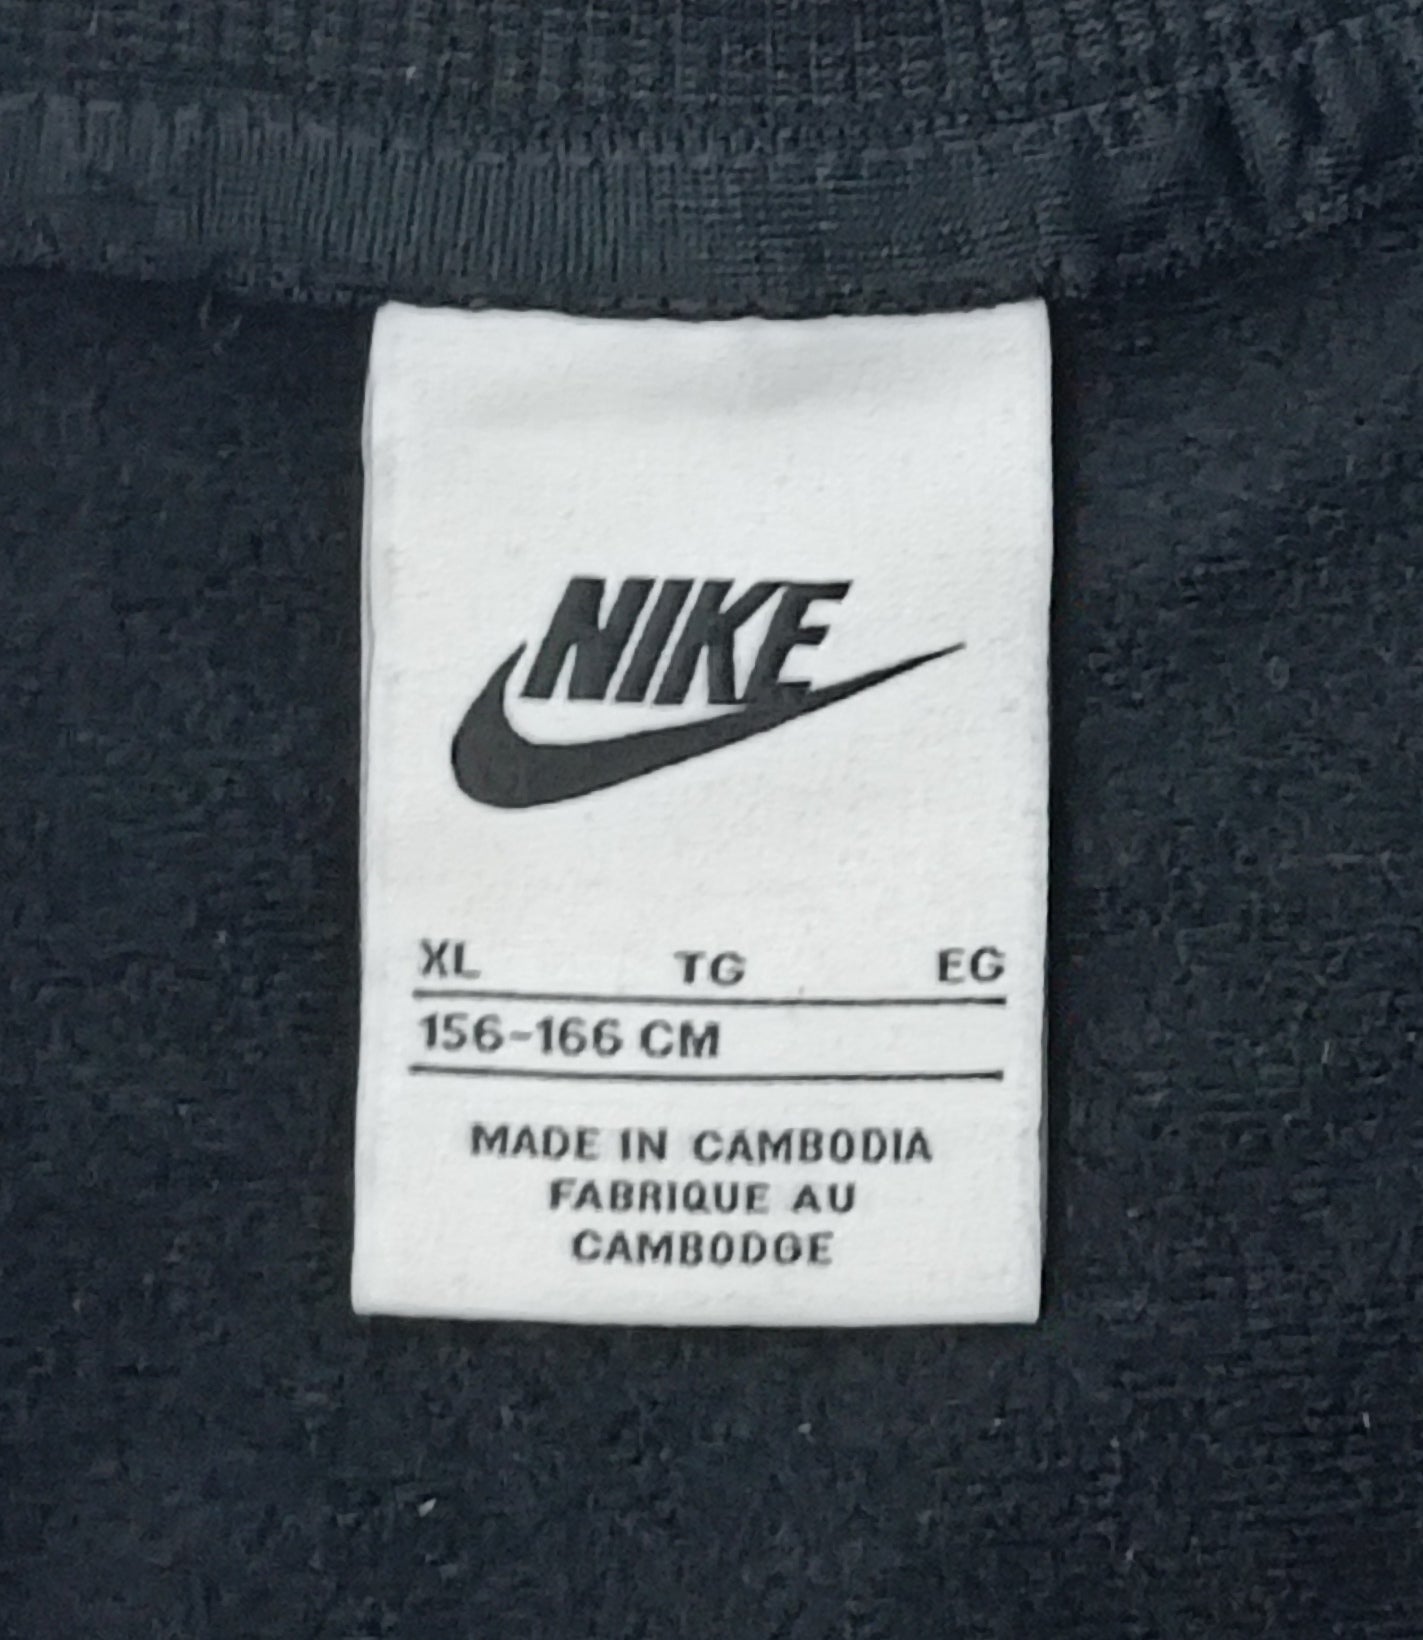 NIKE
XL TG EG
156-166 CM
MADE IN CAMBODIA
FABRIQUE AU
CAMBODGE